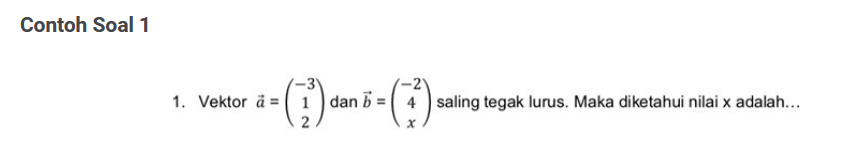 Contoh Soal 1
1. Vektor a⃗ = (−3 1 2) dan b⃗ = (−2 4 x) saling tegak lurus. Maka diketahui nilai x adalah...